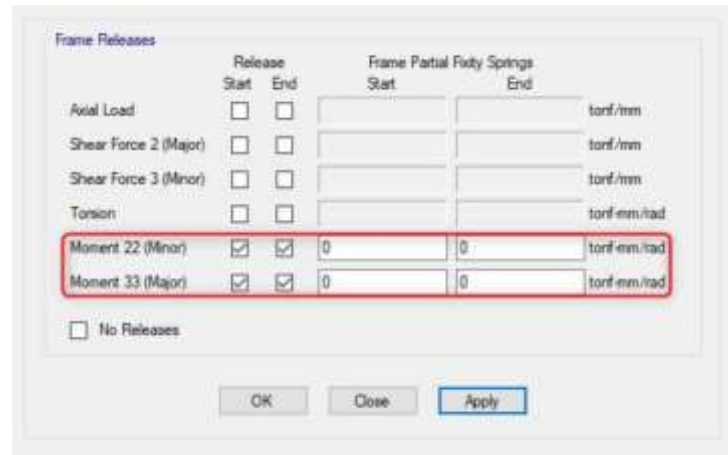 Frame Releases
Release Frame Partial Fixity Springs
Start End Start End
Axial Load tonf/mm
Shear Force 2 (Major) tonf/mm
Shear Force 3 (Minor) tonf/mm
Torsion tonf-mm/rad
Moment 22 (Minor) 0 0 tonf-mm/rad
Moment 33 (Major) 0 0 tonf-mm/rad
No Releases
OK Close Apply